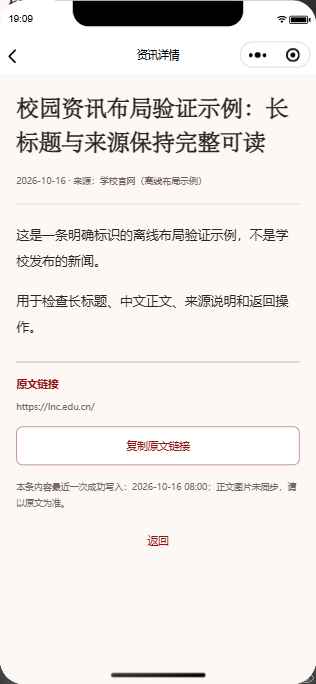 19:09
资讯详情
校园资讯布局验证示例：长
标题与来源保持完整可读
2026-10-16 · 来源：学校官网（离线布局示例）
这是一条明确标识的离线布局验证示例，不是学
校发布的新闻。
用于检查长标题、中文正文、来源说明和返回操
作。
原文链接
https://lnc.edu.cn/
复制原文链接
本条内容最近一次成功写入：2026-10-16 08:00；正文图片未同步，请
以原文为准。
返回